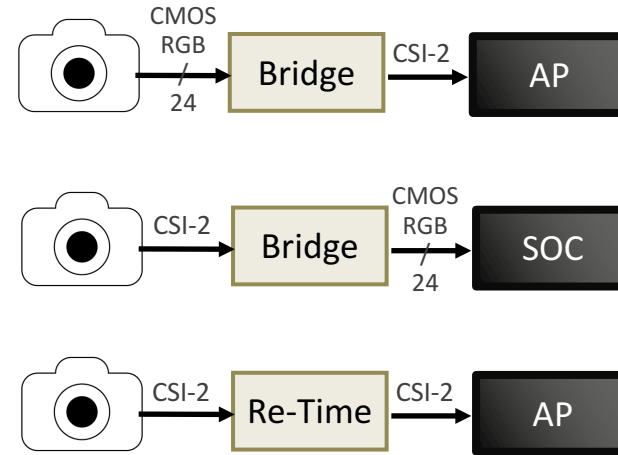 CMOS
RGB
24
Bridge
CSI-2
AP
CSI-2
Bridge
CMOS
RGB
24
SOC
CSI-2
Re-Time
CSI-2
AP